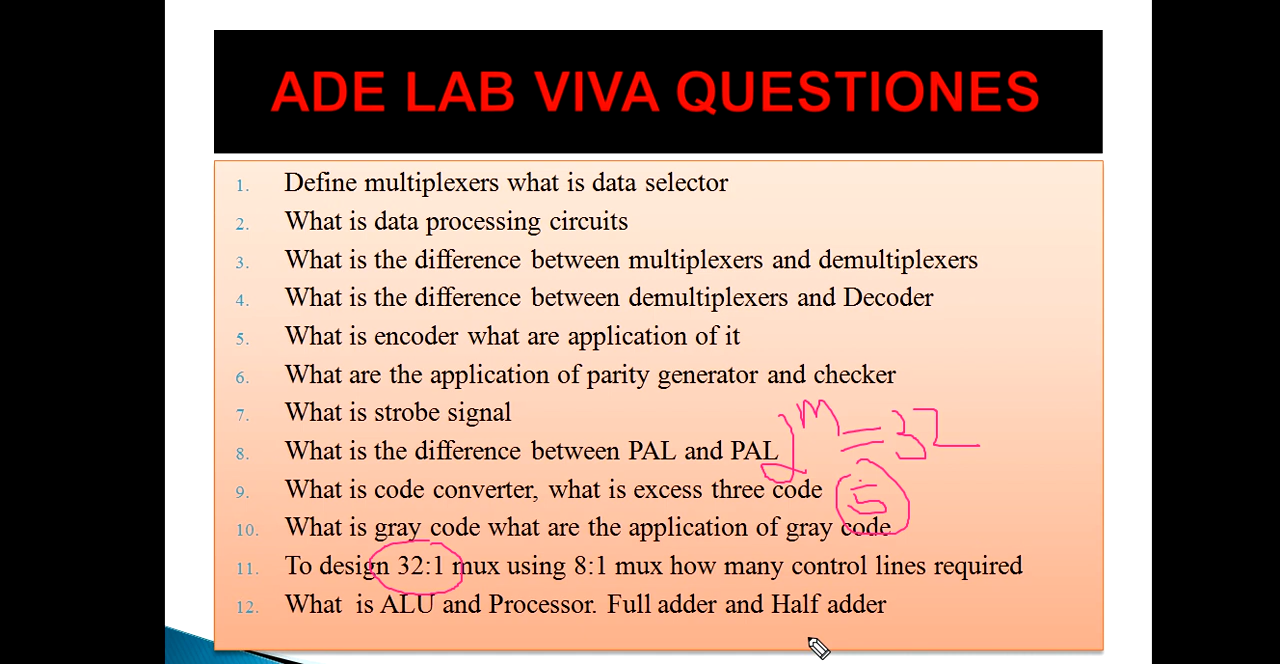 ADE LAB VIVA QUESTIONES
1. Define multiplexers what is data selector
2. What is data processing circuits
3. What is the difference between multiplexers and demultiplexers
4. What is the difference between demultiplexers and Decoder
5. What is encoder what are application of it
6. What are the application of parity generator and checker
7. What is strobe signal
2^m = 32
8. What is the difference between PAL and PAL
9. What is code converter, what is excess three code
5
10. What is gray code what are the application of gray code
11. To design 32:1 mux using 8:1 mux how many control lines required
12. What is ALU and Processor. Full adder and Half adder